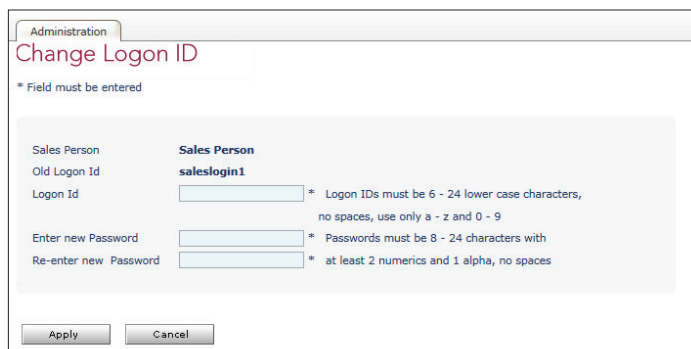 Administration
Change Logon ID
* Field must be entered
Sales Person Sales Person
Old Logon Id saleslogin1
Logon Id * Logon IDs must be 6 - 24 lower case characters,
no spaces, use only a - z and 0 - 9
Enter new Password * Passwords must be 8 - 24 characters with
Re-enter new Password * at least 2 numerics and 1 alpha, no spaces
Apply Cancel